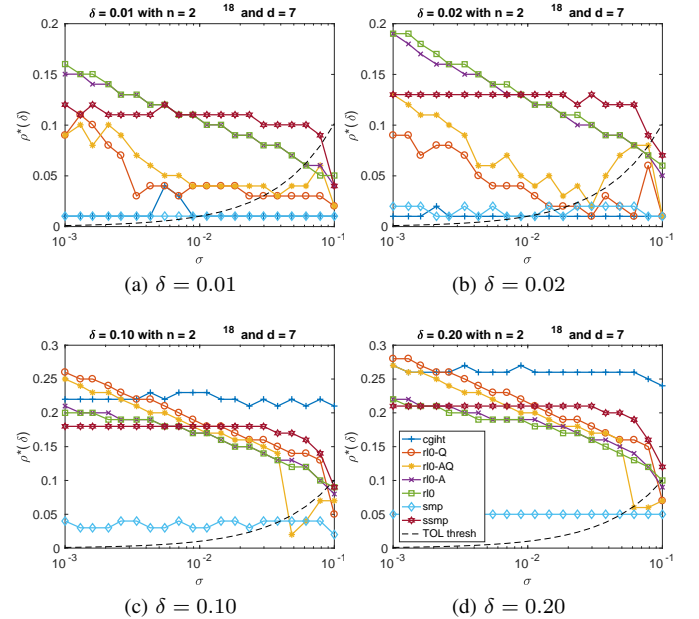 δ = 0.01 with n = 2 18 and d = 7
δ = 0.02 with n = 2 18 and d = 7
0.2
0.15
0.1
0.05
0
ρ*(δ)
10-3
10-2
10-1
σ
0.2
0.15
0.1
0.05
0
ρ*(δ)
10-3
10-2
10-1
σ
(a) δ = 0.01
(b) δ = 0.02
δ = 0.10 with n = 2 18 and d = 7
δ = 0.20 with n = 2 18 and d = 7
0.3
0.25
0.2
0.15
0.1
0.05
0
ρ*(δ)
10-3
10-2
10-1
σ
0.3
0.25
0.2
0.15
0.1
0.05
0
ρ*(δ)
cgiht
rl0-Q
rl0-AQ
rl0-A
rl0
smp
ssmp
TOL thresh
10-3
10-2
10-1
σ
(c) δ = 0.10
(d) δ = 0.20